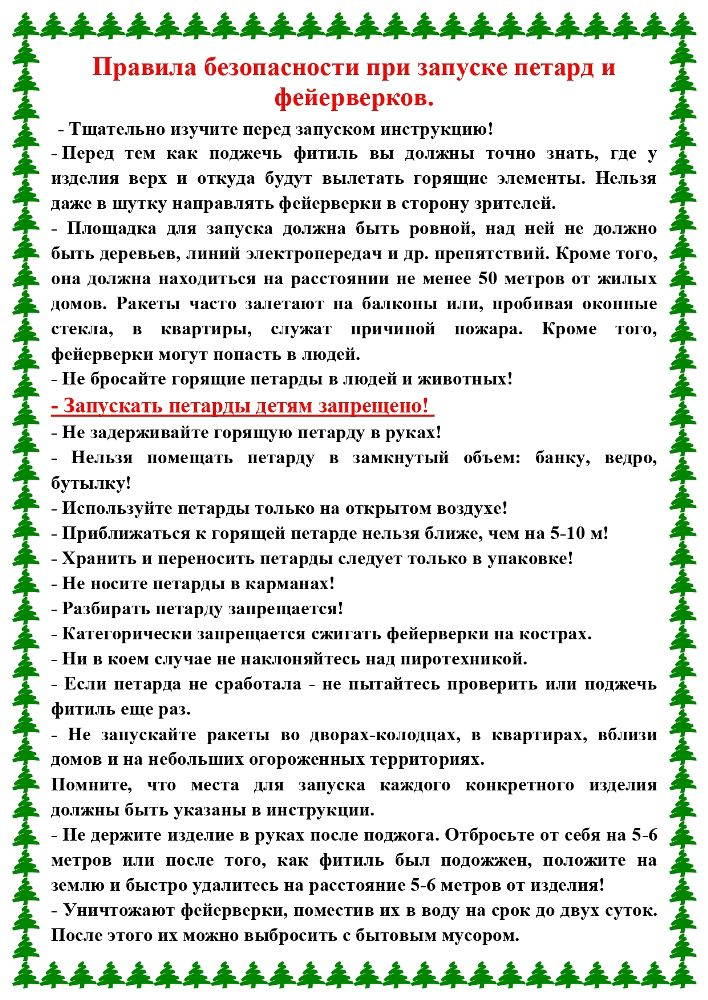 Правила безопасности при запуске петард и
фейерверков.
- Тщательно изучите перед запуском инструкцию!
- Перед тем как поджечь фитиль вы должны точно знать, где у
изделия верх и откуда будут вылетать горящие элементы. Нельзя
даже в шутку направлять фейерверки в сторону зрителей.
- Площадка для запуска должна быть ровной, над ней не должно
быть деревьев, линий электропередач и др. препятствий. Кроме того,
она должна находиться на расстоянии не менее 50 метров от жилых
домов. Ракеты часто залетают на балконы или, пробивая оконные
стекла, в квартиры, служат причиной пожара. Кроме того,
фейерверки могут попасть в людей.
- Не бросайте горящие петарды в людей и животных!
- Запускать петарды детям запрещено!
- Не задерживайте горящую петарду в руках!
- Нельзя помещать петарду в замкнутый объем: банку, ведро,
бутылку!
- Используйте петарды только на открытом воздухе!
- Приближаться к горящей петарде нельзя ближе, чем на 5-10 м!
- Хранить и переносить петарды следует только в упаковке!
- Не носите петарды в карманах!
- Разбирать петарду запрещается!
- Категорически запрещается сжигать фейерверки на кострах.
- Ни в коем случае не наклоняйтесь над пиротехникой.
- Если петарда не сработала - не пытайтесь проверить или поджечь
фитиль еще раз.
- Не запускайте ракеты во дворах-колодцах, в квартирах, вблизи
домов и на небольших огороженных территориях.
Помните, что места для запуска каждого конкретного изделия
должны быть указаны в инструкции.
- Не держите изделие в руках после поджога. Отбросьте от себя на 5-6
метров или после того, как фитиль был подожжен, положите на
землю и быстро удалитесь на расстояние 5-6 метров от изделия!
- Уничтожают фейерверки, поместив их в воду на срок до двух суток.
После этого их можно выбросить с бытовым мусором.